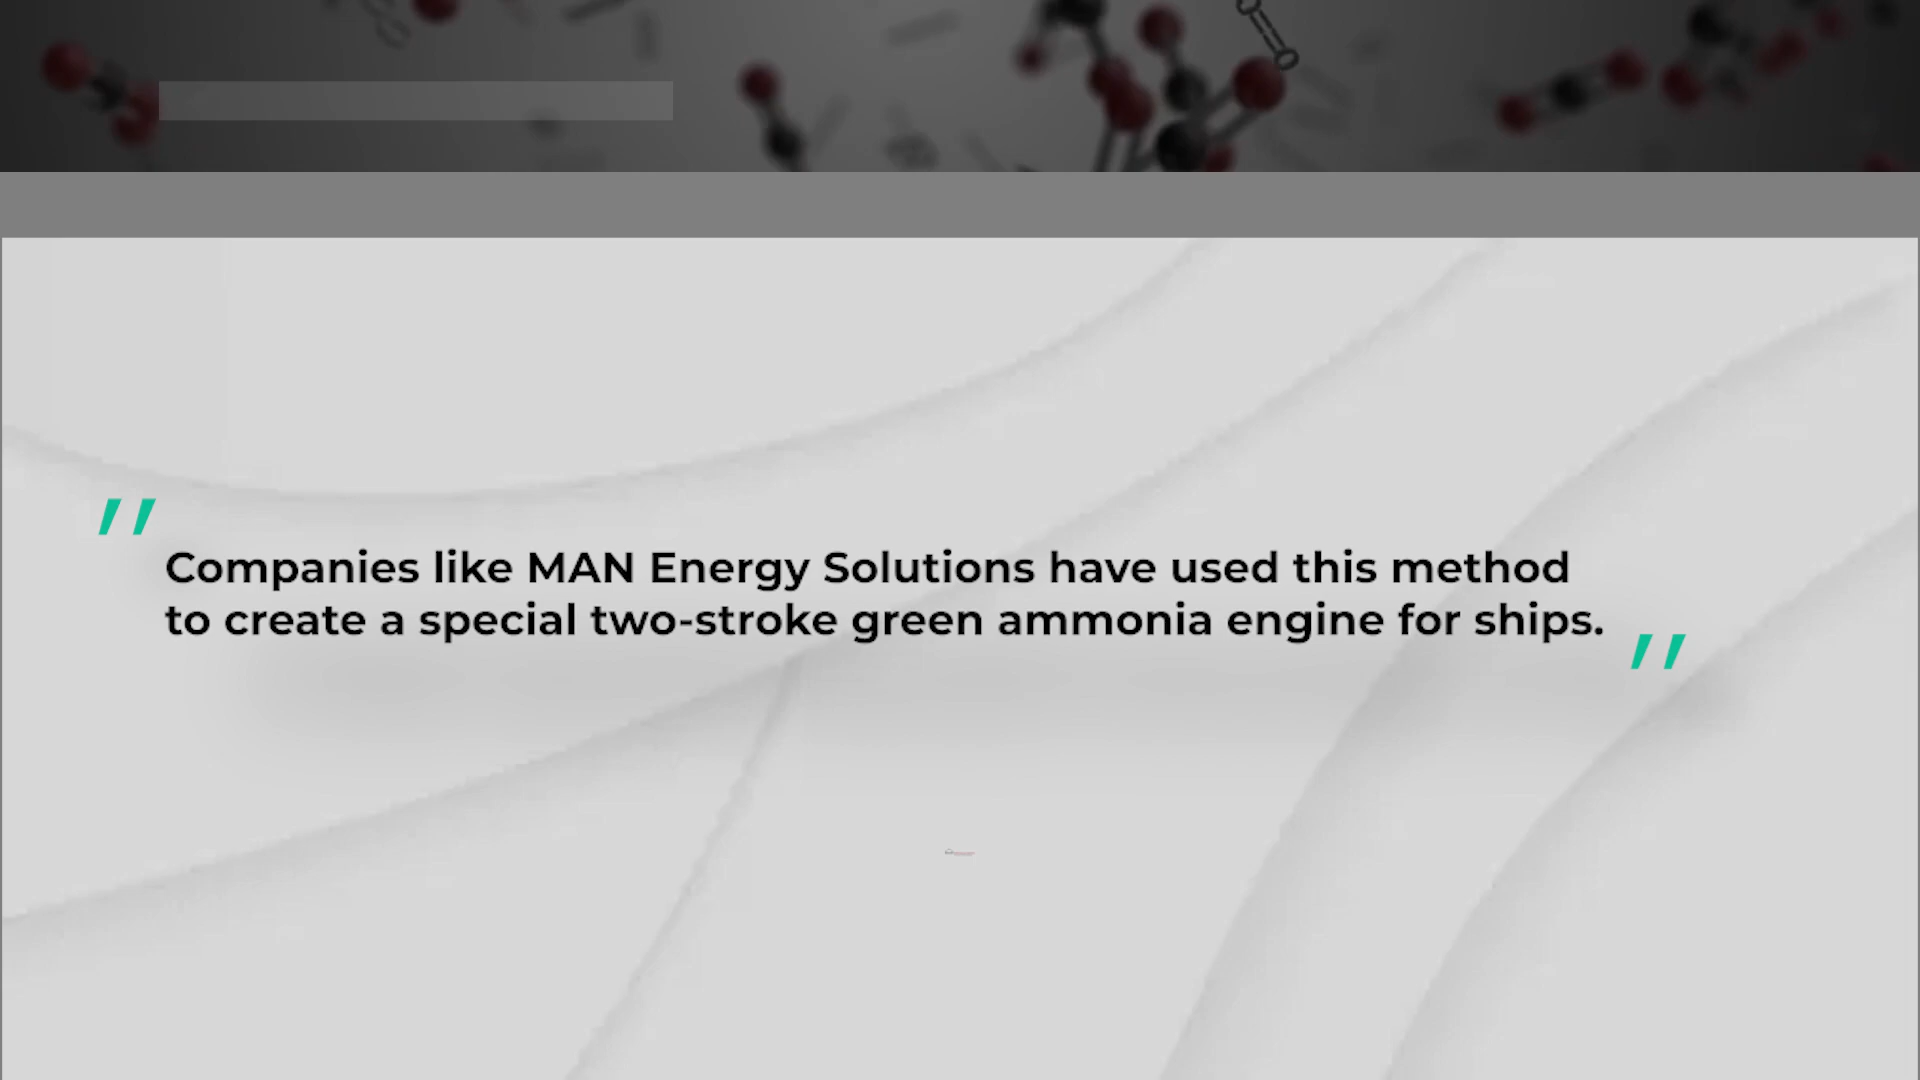 "Companies like MAN Energy Solutions have used this method
to create a special two-stroke green ammonia engine for ships."